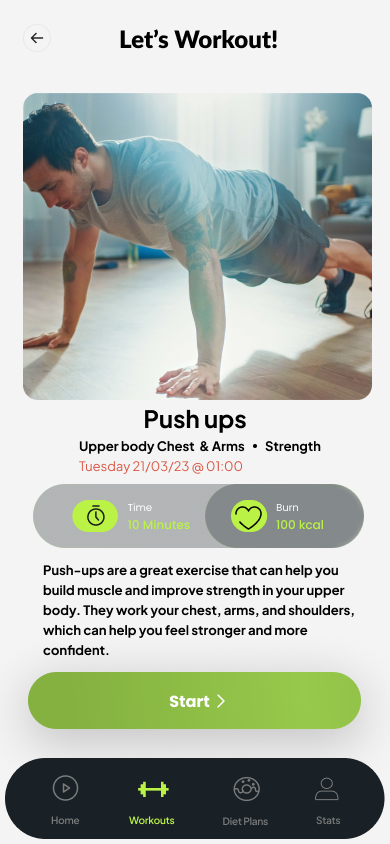 Let's Workout!
Push ups
Upper body Chest & Arms • Strength
Tuesday 21/03/23 @ 01:00
Time
10 Minutes
Burn
100 kcal
Push-ups are a great exercise that can help you
build muscle and improve strength in your upper
body. They work your chest, arms, and shoulders,
which can help you feel stronger and more
confident.
Start >
Home
Workouts
Diet Plans
Stats